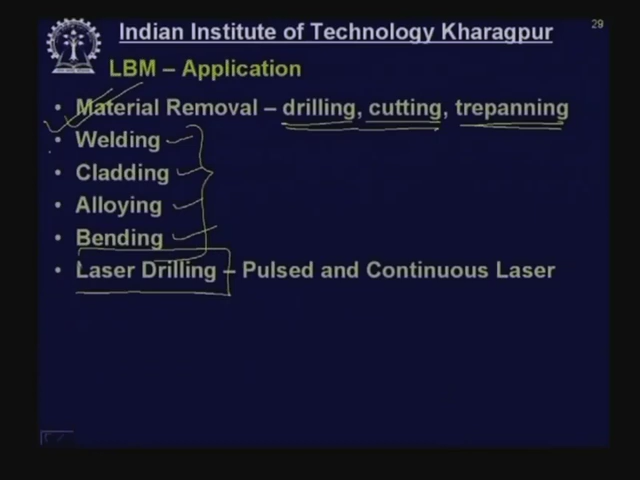 Indian Institute of Technology Kharagpur
29
LBM – Application
• Material Removal – drilling, cutting, trepanning
• Welding
• Cladding
• Alloying
• Bending
• Laser Drilling – Pulsed and Continuous Laser